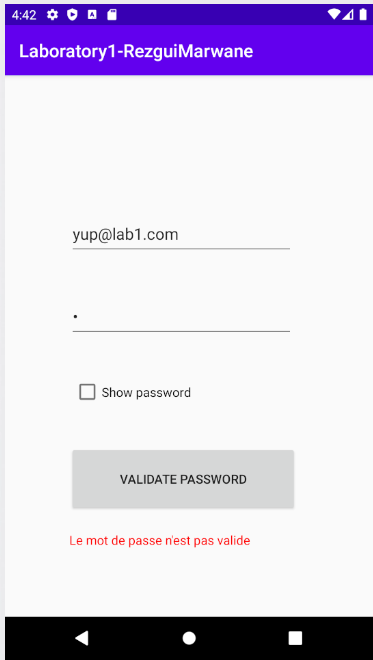 4:42
Laboratory1-RezguiMarwane
yup@lab1.com
•
Show password
VALIDATE PASSWORD
Le mot de passe n'est pas valide